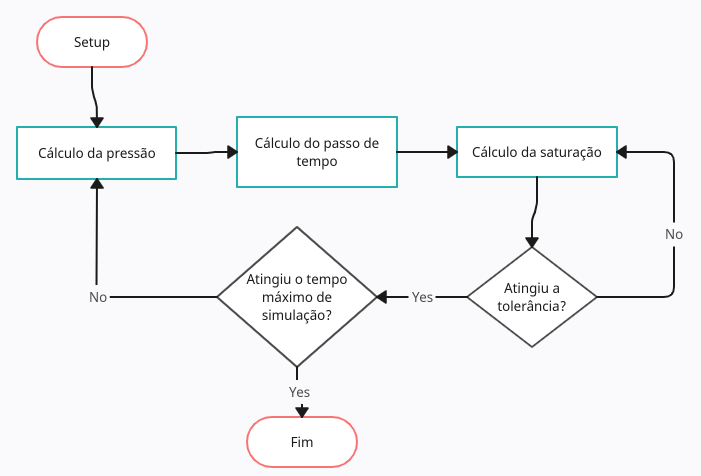 Setup
Cálculo da pressão
Cálculo do passo de
tempo
Cálculo da saturação
No
Atingiu a
tolerância?
Yes
Atingiu o tempo
máximo de
simulação?
No
Yes
Fim